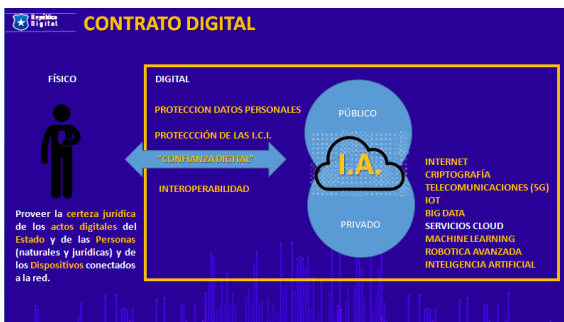 República
Digital
CONTRATO DIGITAL
FÍSICO
Proveer la certeza jurídica
de los actos digitales del
Estado y de las Personas
(naturales y jurídicas) y de
los Dispositivos conectados
a la red.
DIGITAL
PROTECCION DATOS PERSONALES
PROTECCCIÓN DE LAS I.C.I.
"CONFIANZA DIGITAL"
INTEROPERABILIDAD
PÚBLICO
I.A.
PRIVADO
INTERNET
CRIPTOGRAFÍA
TELECOMUNICACIONES (5G)
IOT
BIG DATA
SERVICIOS CLOUD
MACHINE LEARNING
ROBOTICA AVANZADA
INTELIGENCIA ARTIFICIAL